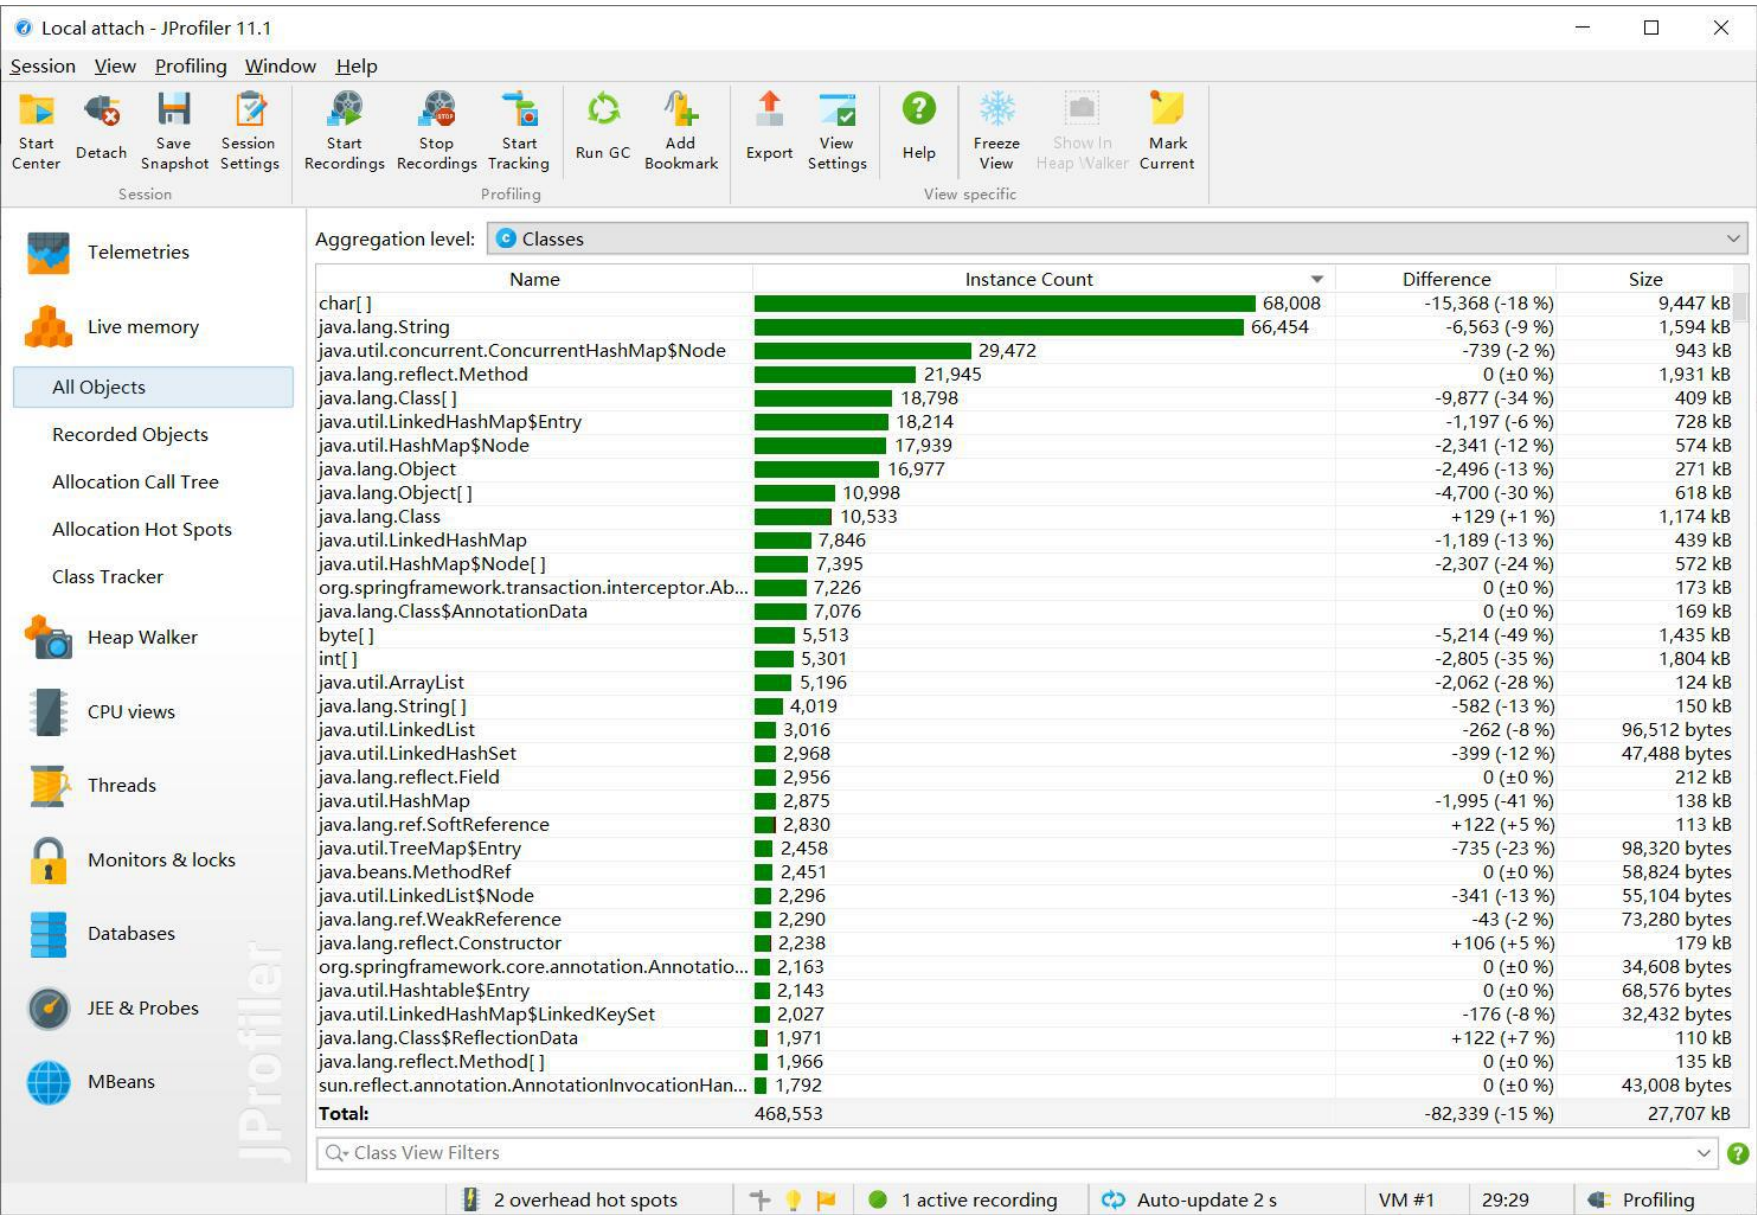 Local attach - JProfiler 11.1
Session View Profiling Window Help
Start Center
Detach
Save Snapshot
Session Settings
Start Recordings
Stop Recordings
Start Tracking
Run GC
Add Bookmark
Export
View Settings
Help
Freeze View
Show In Heap Walker
Mark Current
Session
Profiling
View specific
Telemetries
Live memory
All Objects
Recorded Objects
Allocation Call Tree
Allocation Hot Spots
Class Tracker
Heap Walker
CPU views
Threads
Monitors & locks
Databases
JEE & Probes
MBeans
JProfiler
Aggregation level: C Classes
Name Instance Count Difference Size
char[ ] 68,008 -15,368 (-18 %) 9,447 kB
java.lang.String 66,454 -6,563 (-9 %) 1,594 kB
java.util.concurrent.ConcurrentHashMap$Node 29,472 -739 (-2 %) 943 kB
java.lang.reflect.Method 21,945 0 (±0 %) 1,931 kB
java.lang.Class[ ] 18,798 -9,877 (-34 %) 409 kB
java.util.LinkedHashMap$Entry 18,214 -1,197 (-6 %) 728 kB
java.util.HashMap$Node 17,939 -2,341 (-12 %) 574 kB
java.lang.Object 16,977 -2,496 (-13 %) 271 kB
java.lang.Object[ ] 10,998 -4,700 (-30 %) 618 kB
java.lang.Class 10,533 +129 (+1 %) 1,174 kB
java.util.LinkedHashMap 7,846 -1,189 (-13 %) 439 kB
java.util.HashMap$Node[ ] 7,395 -2,307 (-24 %) 572 kB
org.springframework.transaction.interceptor.Ab... 7,226 0 (±0 %) 173 kB
java.lang.Class$AnnotationData 7,076 0 (±0 %) 169 kB
byte[ ] 5,513 -5,214 (-49 %) 1,435 kB
int[ ] 5,301 -2,805 (-35 %) 1,804 kB
java.util.ArrayList 5,196 -2,062 (-28 %) 124 kB
java.lang.String[ ] 4,019 -582 (-13 %) 150 kB
java.util.LinkedList 3,016 -262 (-8 %) 96,512 bytes
java.util.LinkedHashSet 2,968 -399 (-12 %) 47,488 bytes
java.lang.reflect.Field 2,956 0 (±0 %) 212 kB
java.util.HashMap 2,875 -1,995 (-41 %) 138 kB
java.lang.ref.SoftReference 2,830 +122 (+5 %) 113 kB
java.util.TreeMap$Entry 2,458 -735 (-23 %) 98,320 bytes
java.beans.MethodRef 2,451 0 (±0 %) 58,824 bytes
java.util.LinkedList$Node 2,296 -341 (-13 %) 55,104 bytes
java.lang.ref.WeakReference 2,290 -43 (-2 %) 73,280 bytes
java.lang.reflect.Constructor 2,238 +106 (+5 %) 179 kB
org.springframework.core.annotation.Annotatio... 2,163 0 (±0 %) 34,608 bytes
java.util.Hashtable$Entry 2,143 0 (±0 %) 68,576 bytes
java.util.LinkedHashMap$LinkedKeySet 2,027 -176 (-8 %) 32,432 bytes
java.lang.Class$ReflectionData 1,971 +122 (+7 %) 110 kB
java.lang.reflect.Method[ ] 1,966 0 (±0 %) 135 kB
sun.reflect.annotation.AnnotationInvocationHan... 1,792 0 (±0 %) 43,008 bytes
Total: 468,553 -82,339 (-15 %) 27,707 kB
Class View Filters
2 overhead hot spots 1 active recording Auto-update 2 s VM #1 29:29 Profiling